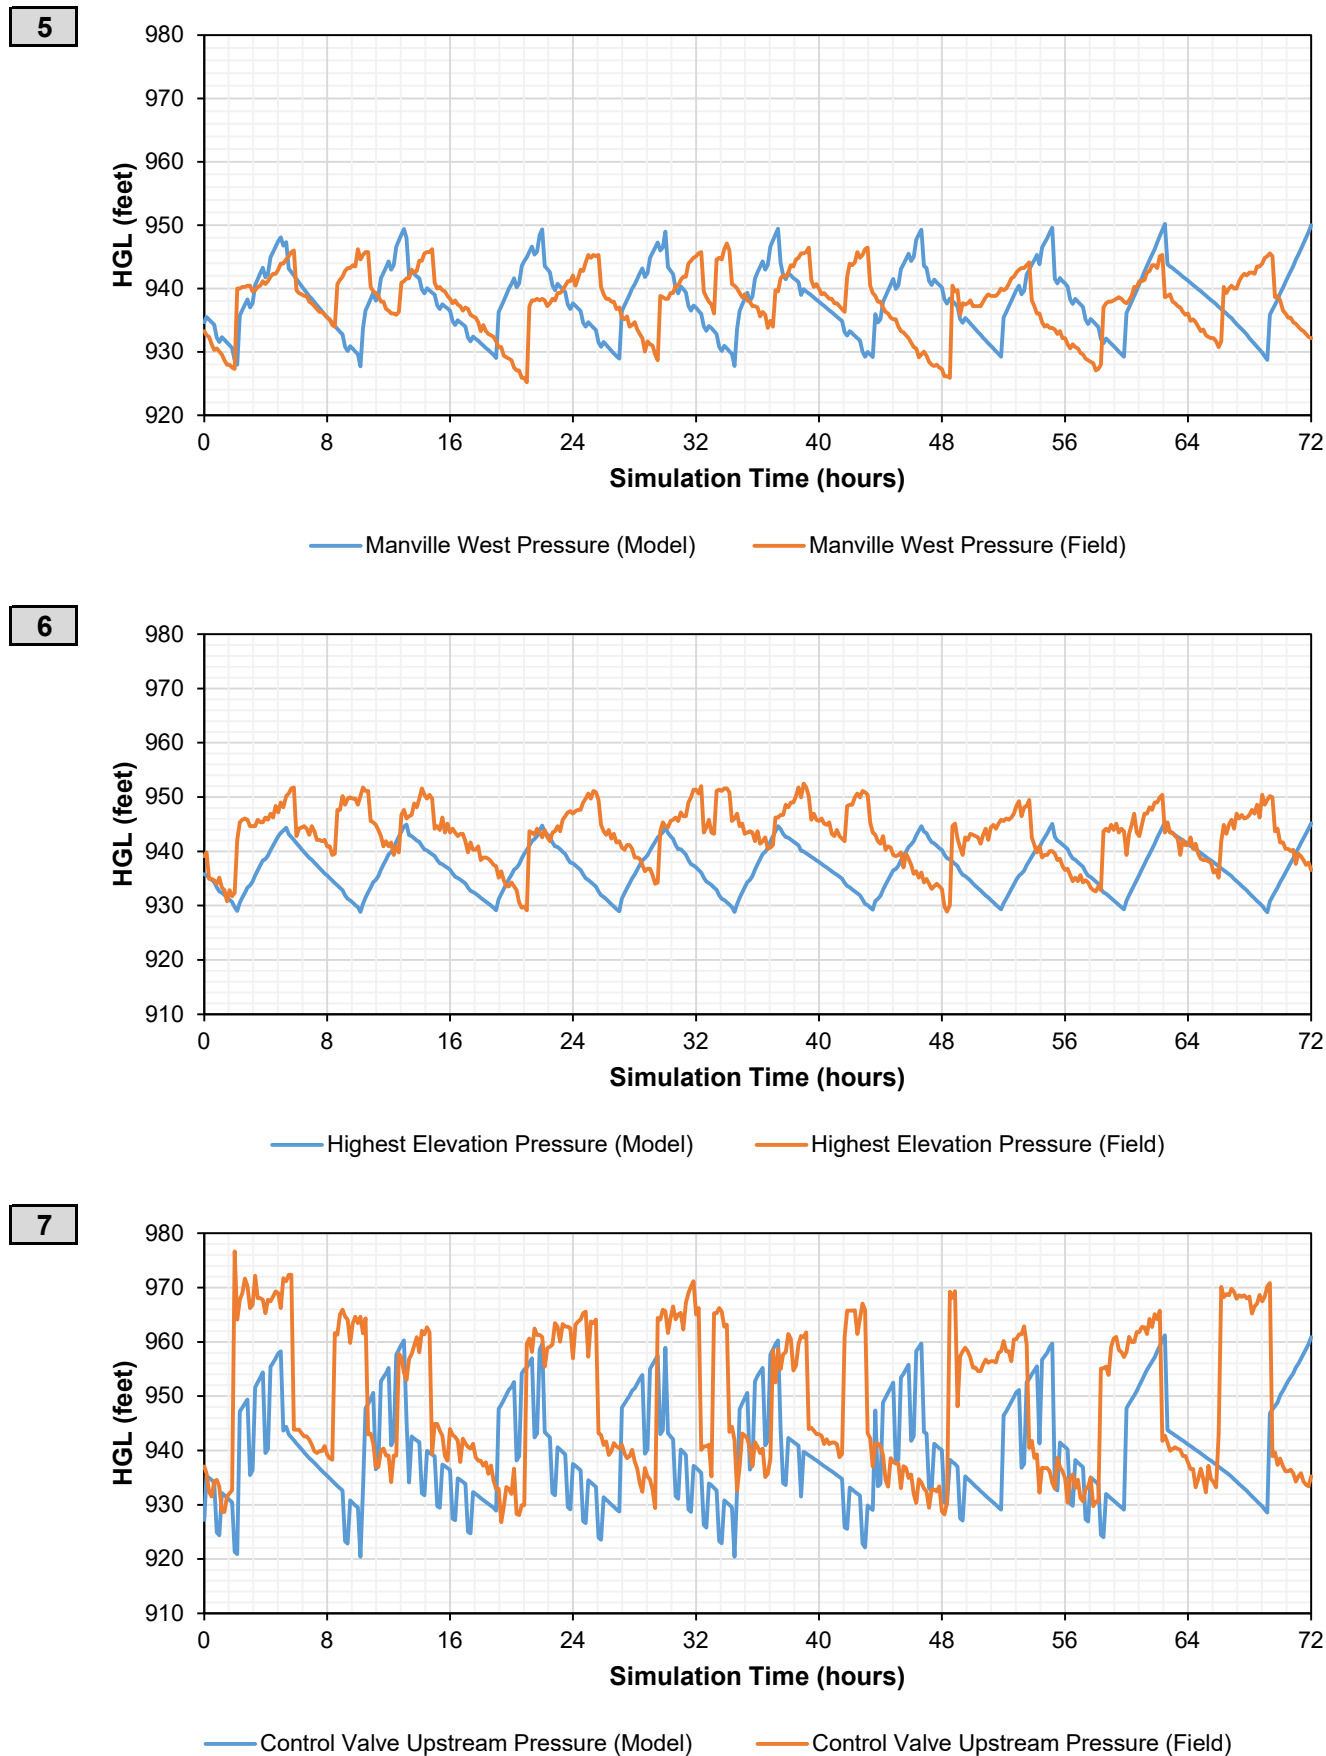 5
980
970
960
950
940
930
920
HGL (feet)
0 8 16 24 32 40 48 56 64 72
Simulation Time (hours)
Manville West Pressure (Model) Manville West Pressure (Field)
6
980
970
960
950
940
930
920
910
HGL (feet)
0 8 16 24 32 40 48 56 64 72
Simulation Time (hours)
Highest Elevation Pressure (Model) Highest Elevation Pressure (Field)
7
980
970
960
950
940
930
920
910
HGL (feet)
0 8 16 24 32 40 48 56 64 72
Simulation Time (hours)
Control Valve Upstream Pressure (Model) Control Valve Upstream Pressure (Field)